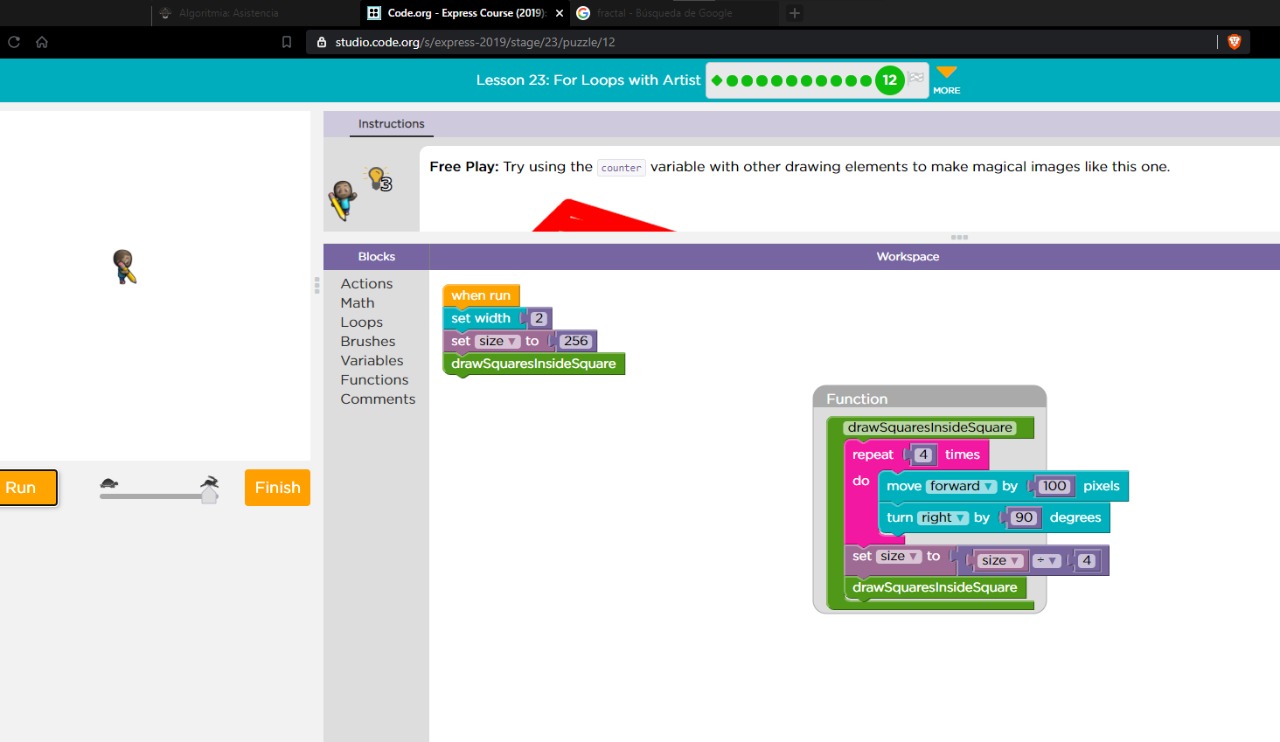 Algoritmia: Asistencia
Code.org - Express Course (2019):
fractal - Búsqueda de Google
studio.code.org/s/express-2019/stage/23/puzzle/12
Lesson 23: For Loops with Artist
12
MORE
Instructions
3
Free Play: Try using the counter variable with other drawing elements to make magical images like this one.
Blocks
Workspace
Actions
Math
Loops
Brushes
Variables
Functions
Comments
when run
set width 2
set size to 256
drawSquaresInsideSquare
Function
drawSquaresInsideSquare
repeat 4 times
do move forward by 100 pixels
turn right by 90 degrees
set size to size ÷ 4
drawSquaresInsideSquare
Run
Finish